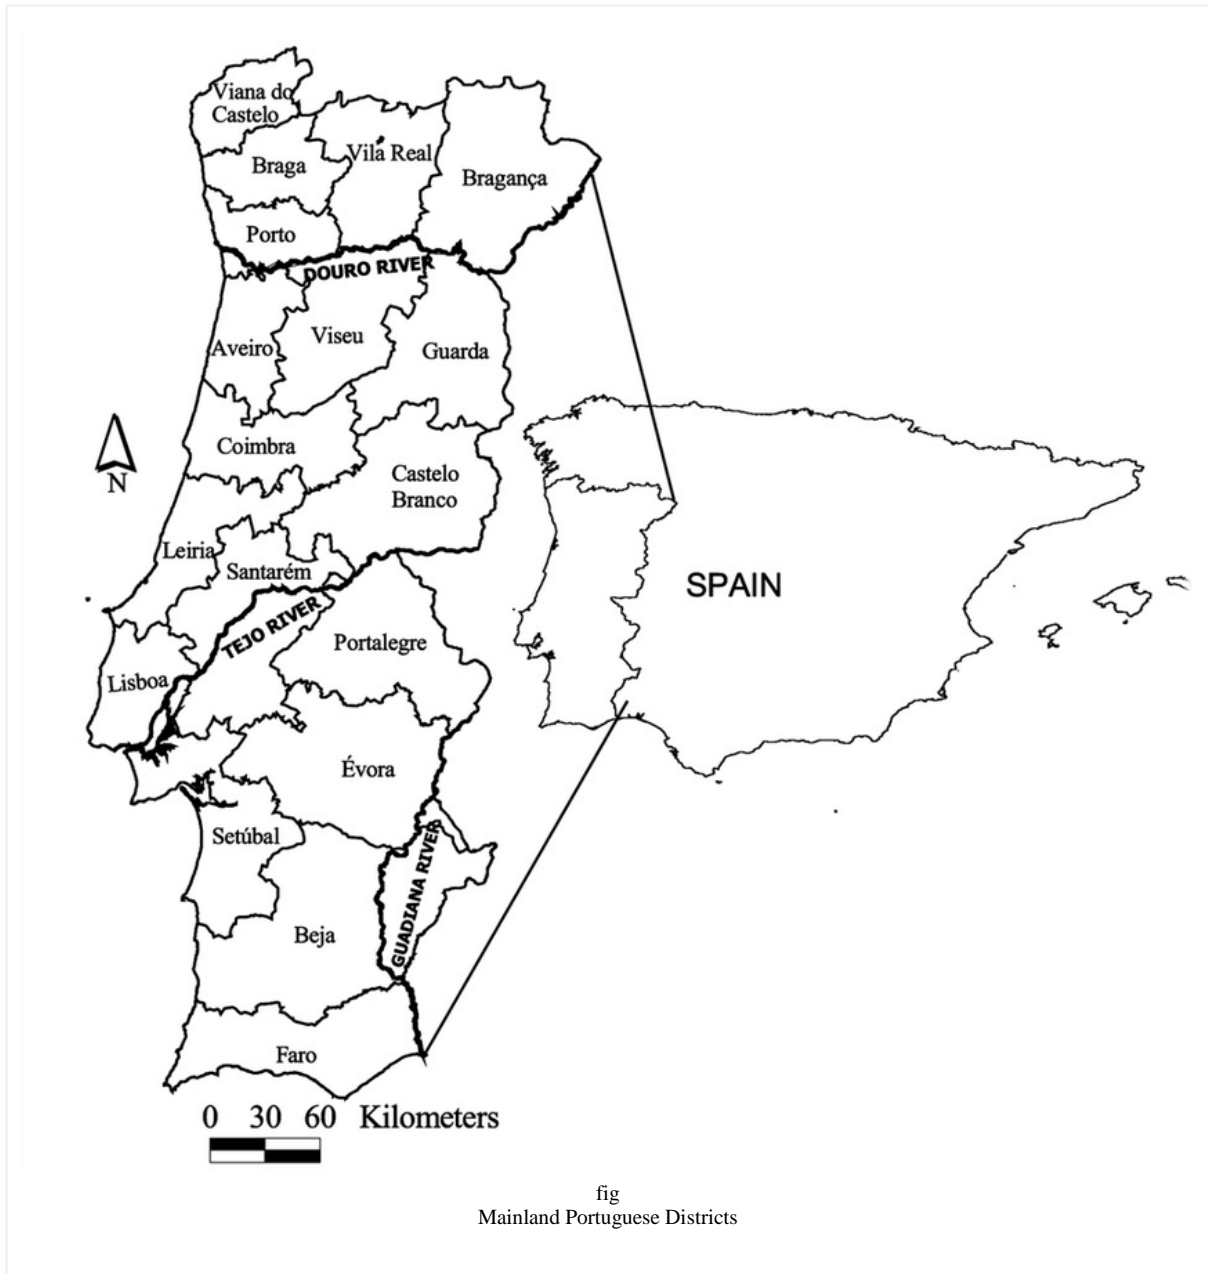 Viana do
Castelo
Braga
Vila Real
Bragança
Porto
DOURO RIVER
Aveiro
Viseu
Guarda
Coimbra
Castelo
Branco
N
Leiria
Santarém
SPAIN
TEJO RIVER
Portalegre
Lisboa
Évora
Setúbal
GUADIANA RIVER
Beja
Faro
0 30 60 Kilometers
fig
Mainland Portuguese Districts